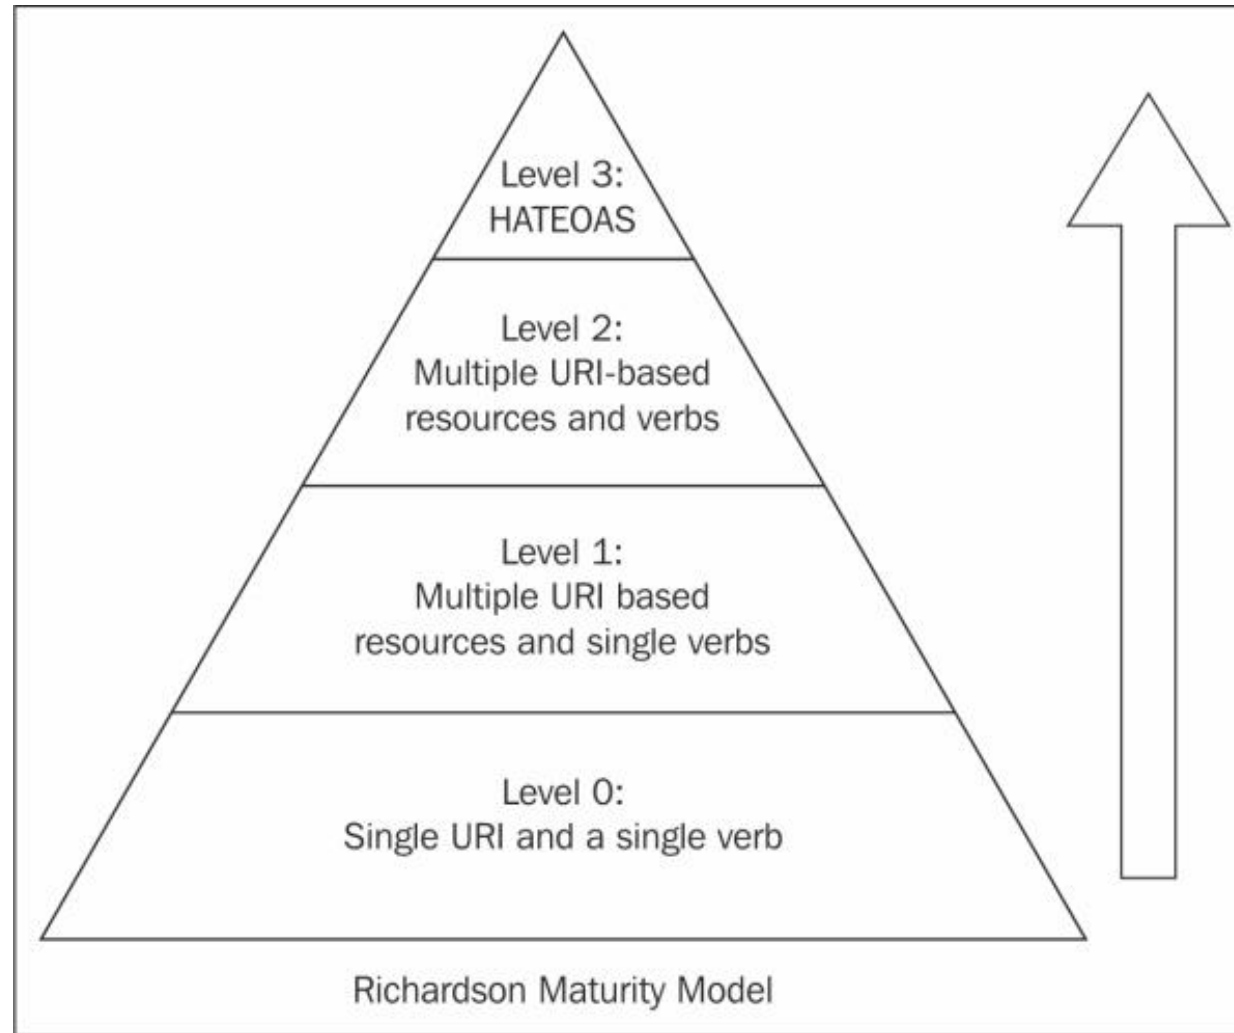 Level 3:
HATEOAS
Level 2:
Multiple URI-based
resources and verbs
Level 1:
Multiple URI based
resources and single verbs
Level 0:
Single URI and a single verb
Richardson Maturity Model